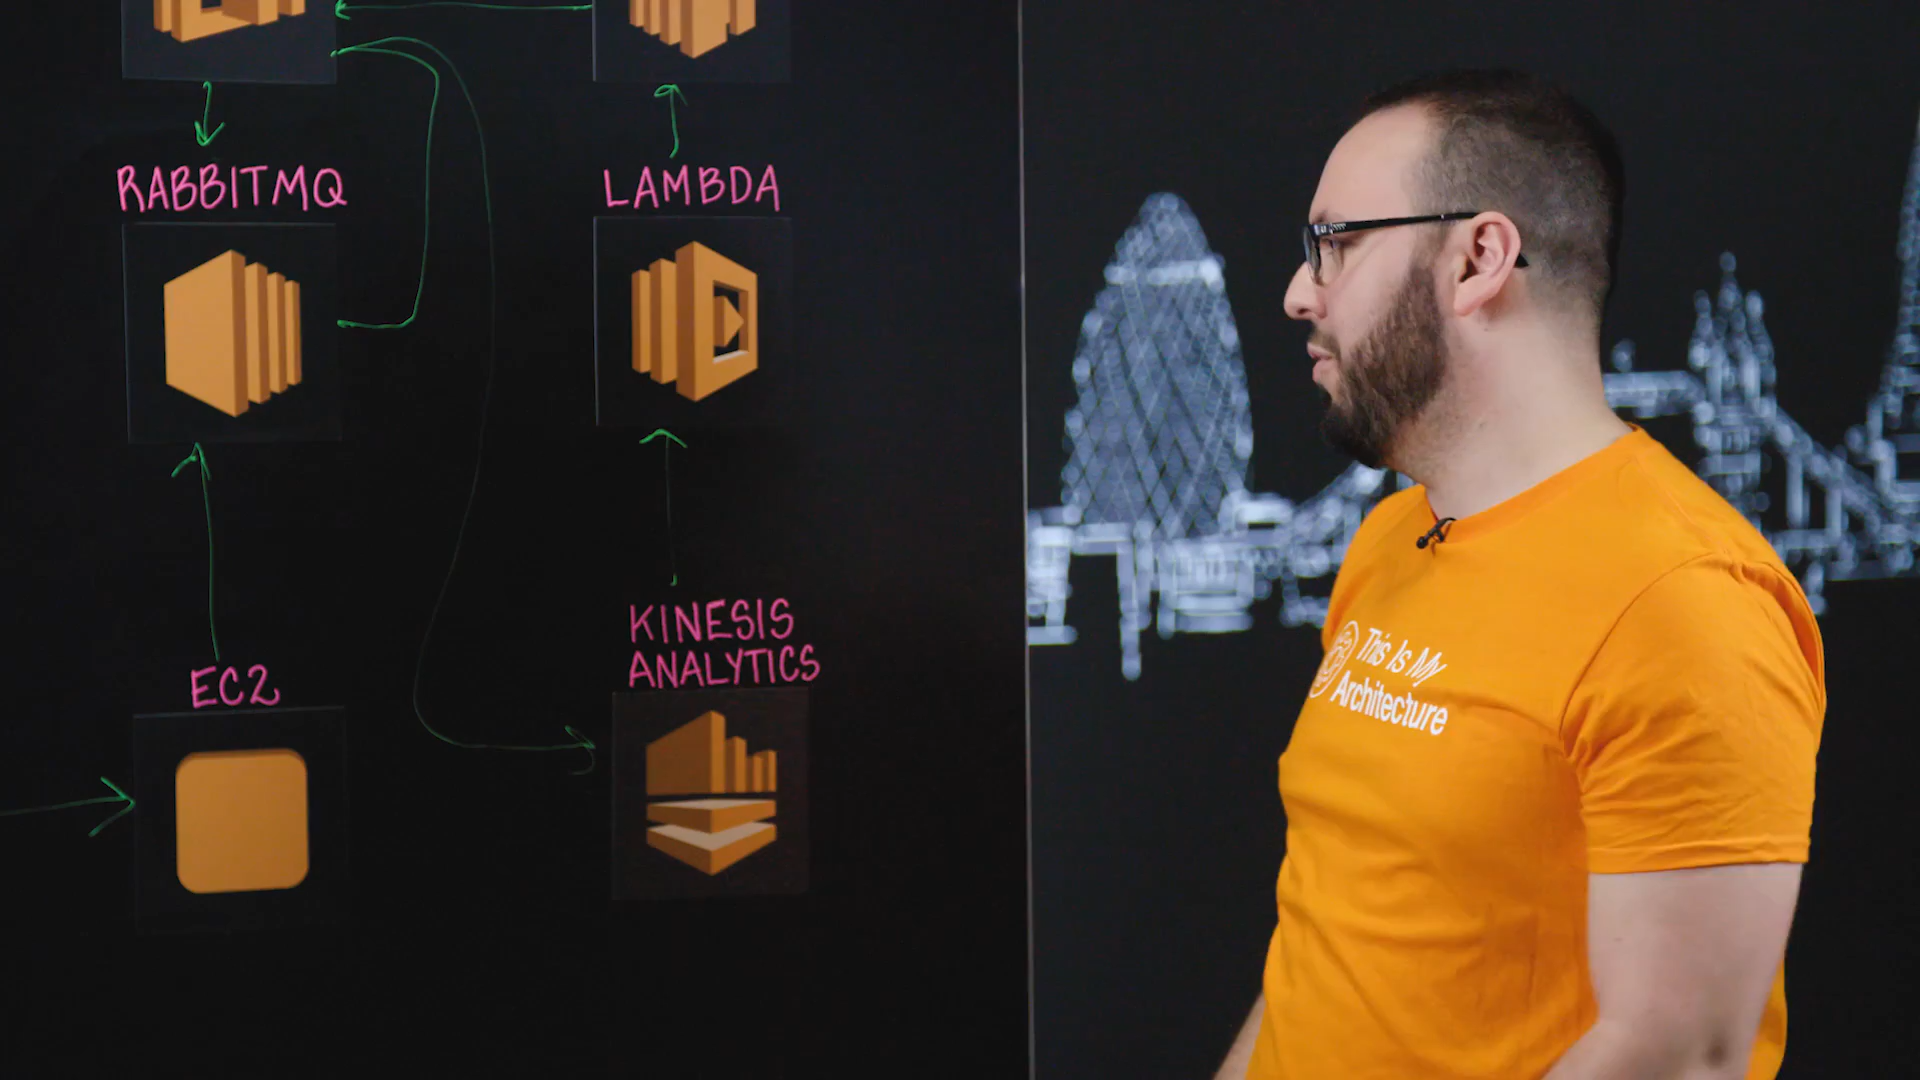 RABBITMQ
LAMBDA
KINESIS
ANALYTICS
EC2
This Is My
Architecture